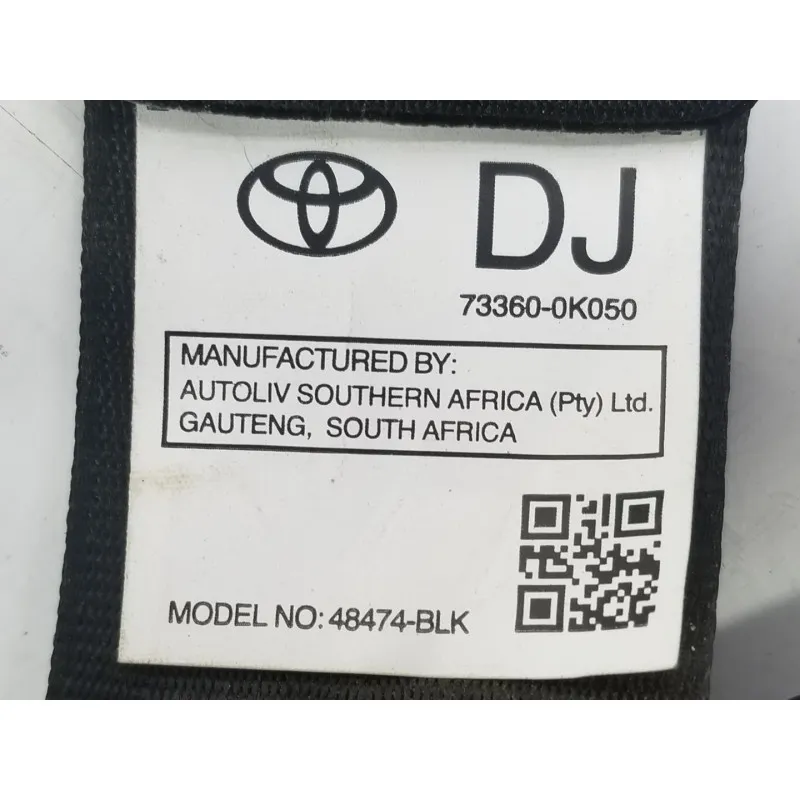 DJ
73360-0K050
MANUFACTURED BY:
AUTOLIV SOUTHERN AFRICA (Pty) Ltd.
GAUTENG, SOUTH AFRICA
MODEL NO: 48474-BLK